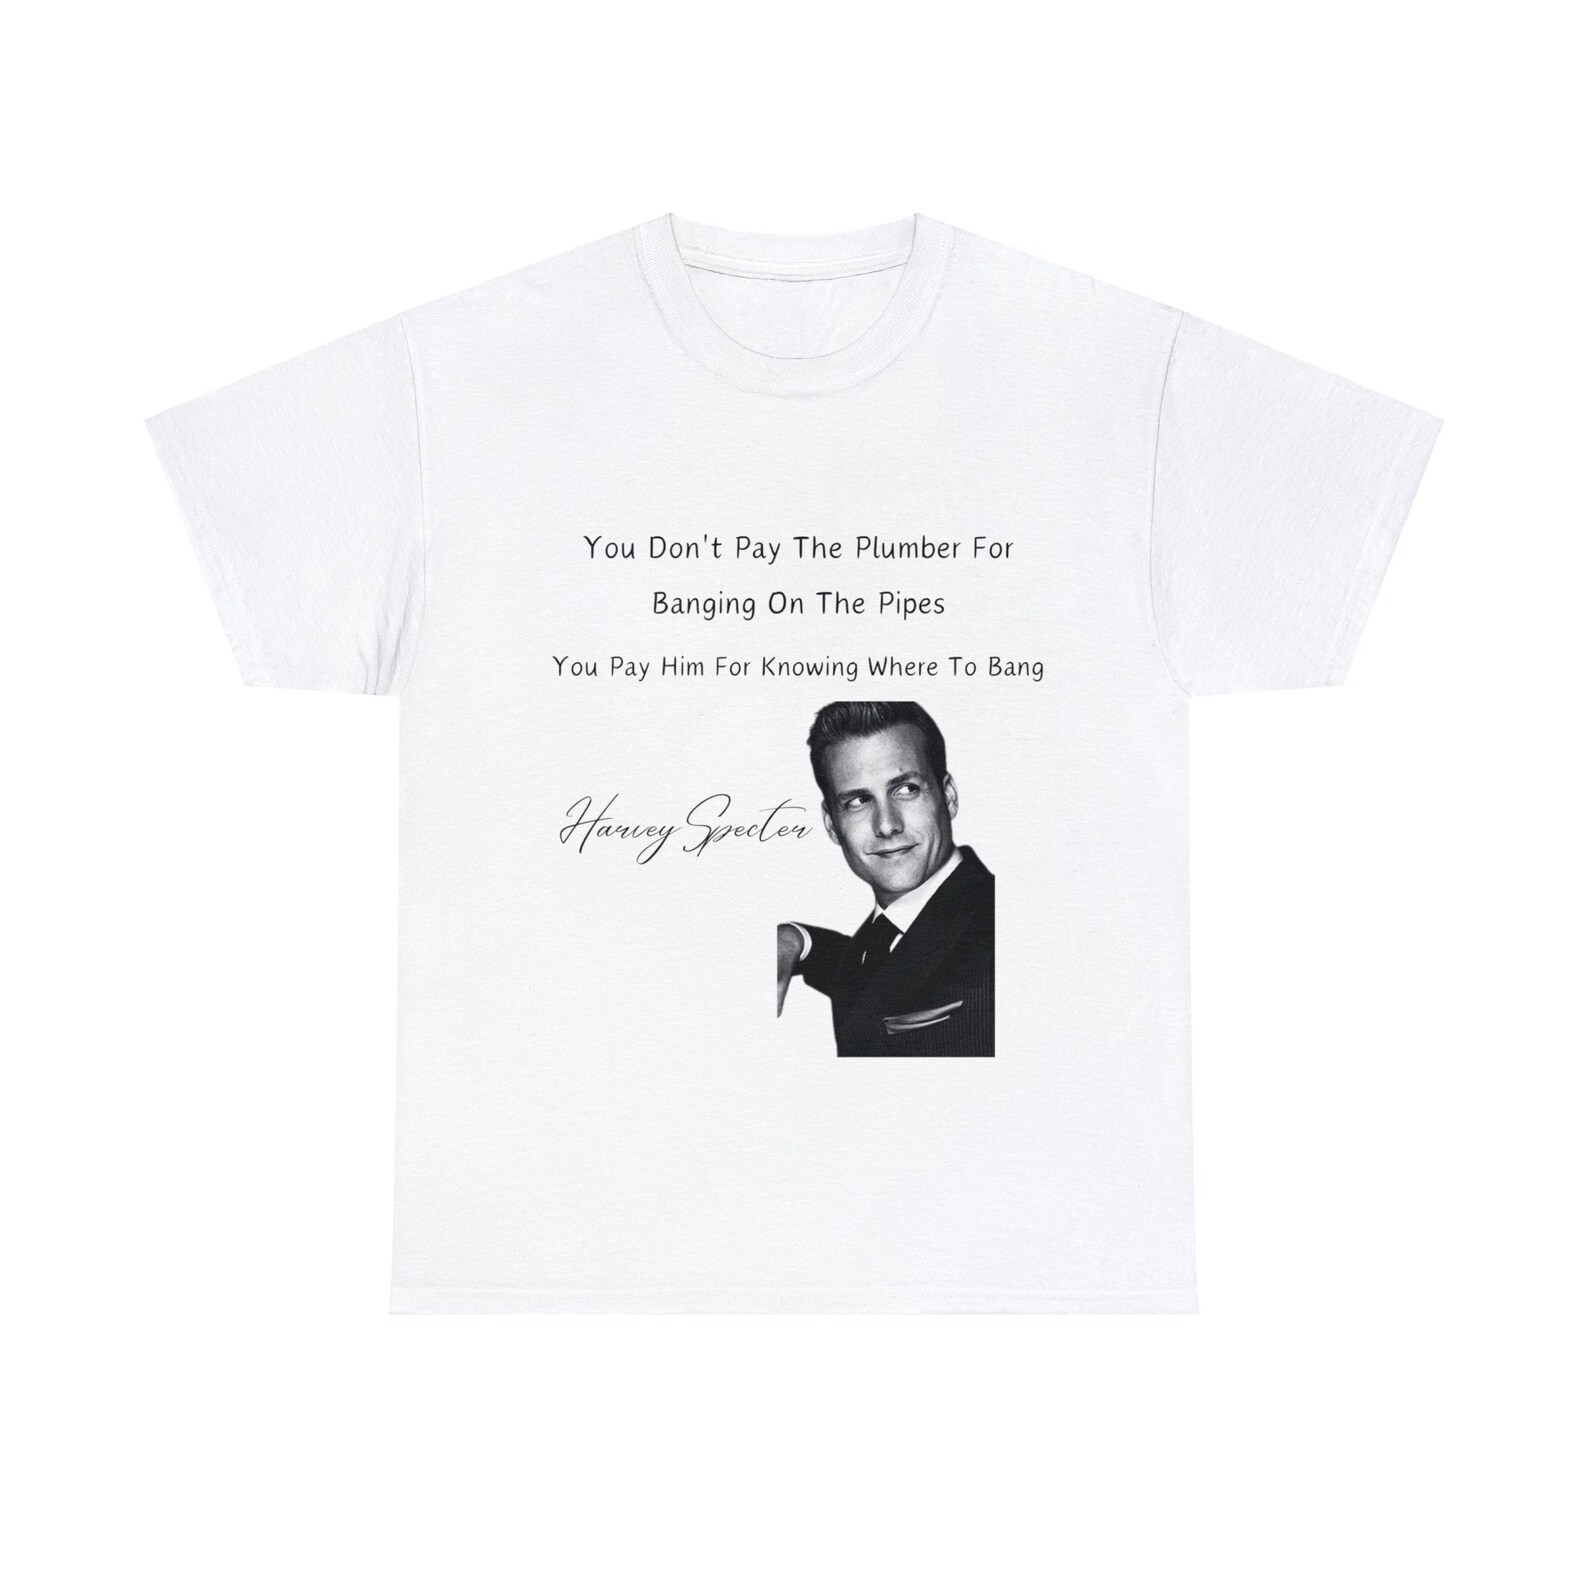 You Don't Pay The Plumber For
Banging On The Pipes
You Pay Him For Knowing Where To Bang
Harvey Specter